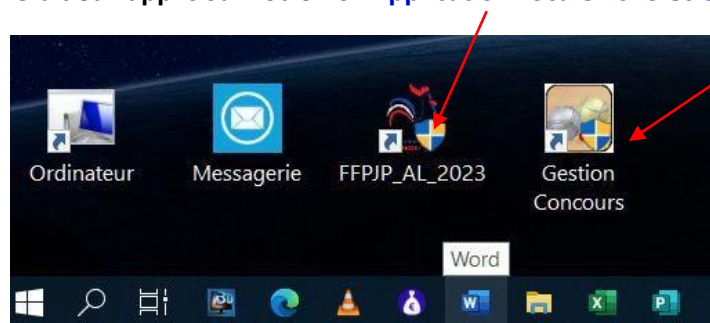 Ordinateur
Messagerie
FFPJP_AL_2023
Gestion
Concours
Word